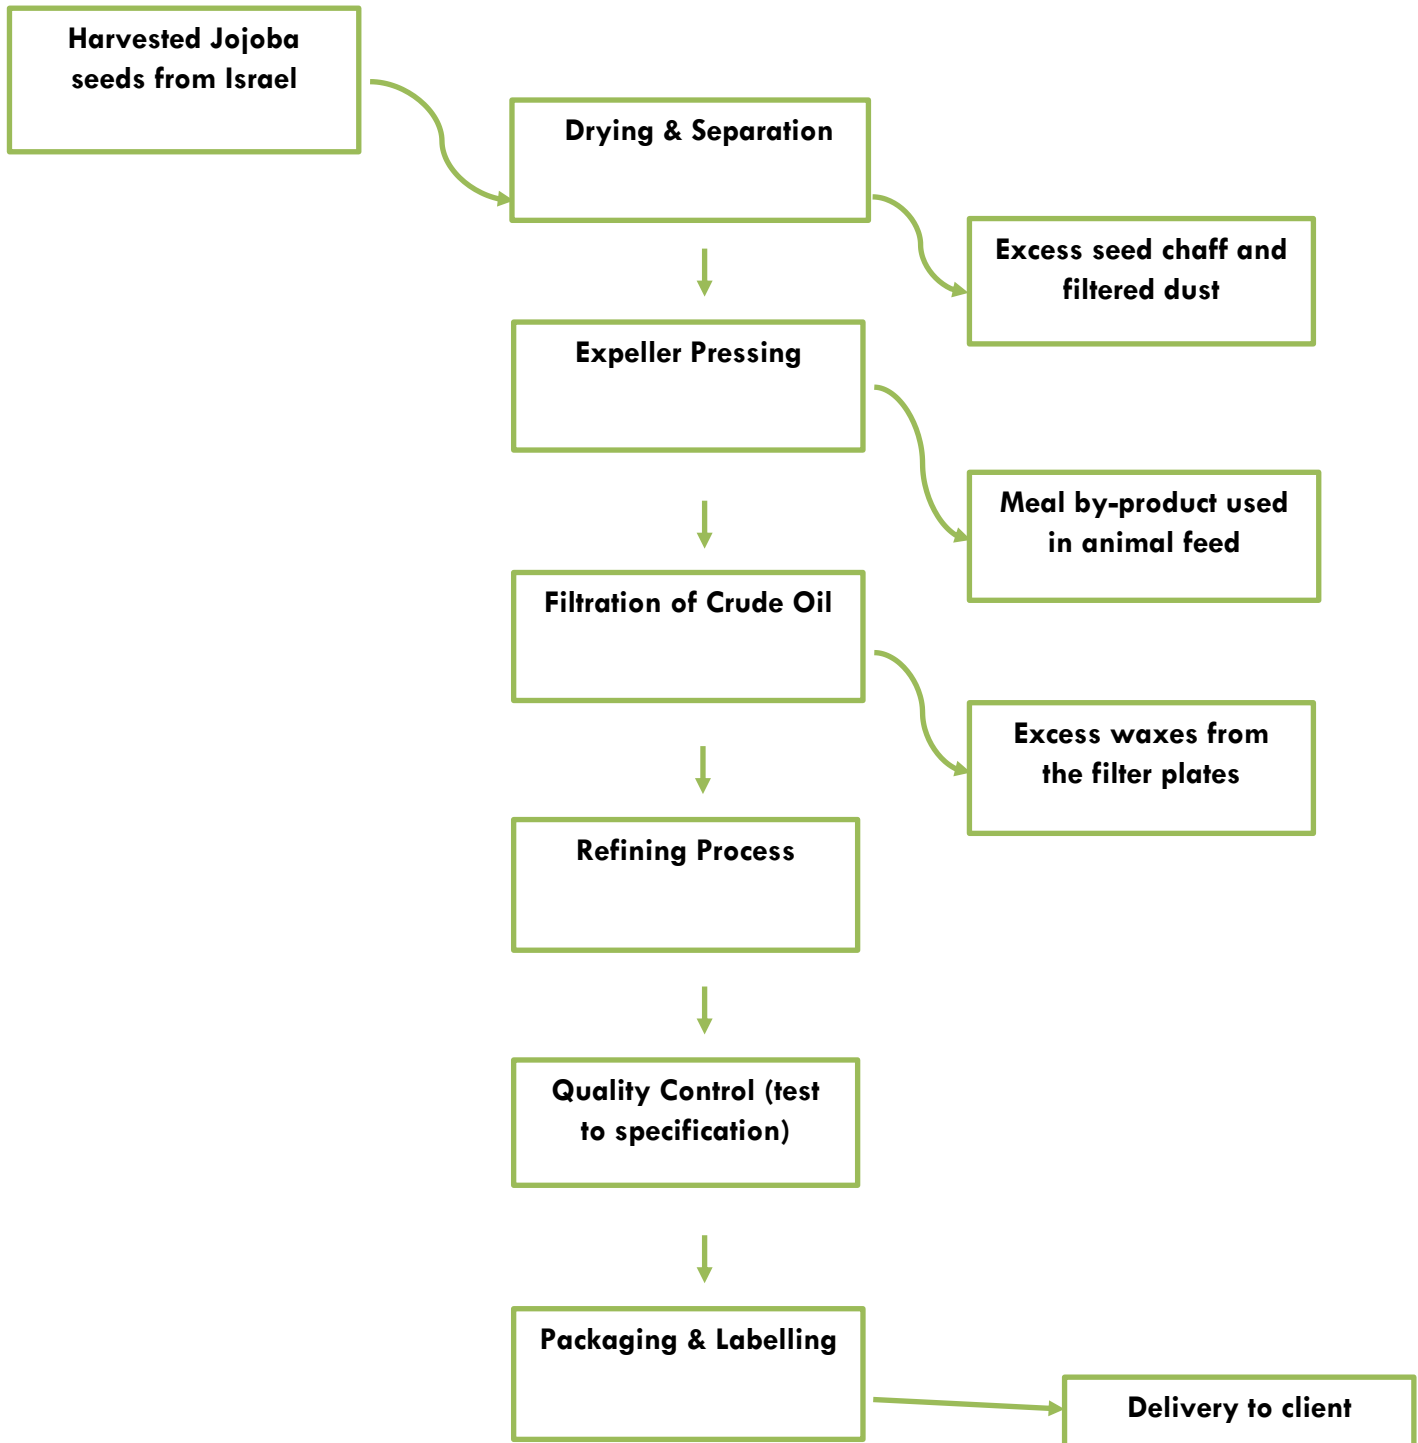 Harvested Jojoba
seeds from Israel
Drying & Separation
Excess seed chaff and
filtered dust
Expeller Pressing
Meal by-product used
in animal feed
Filtration of Crude Oil
Excess waxes from
the filter plates
Refining Process
Quality Control (test
to specification)
Packaging & Labelling
Delivery to client